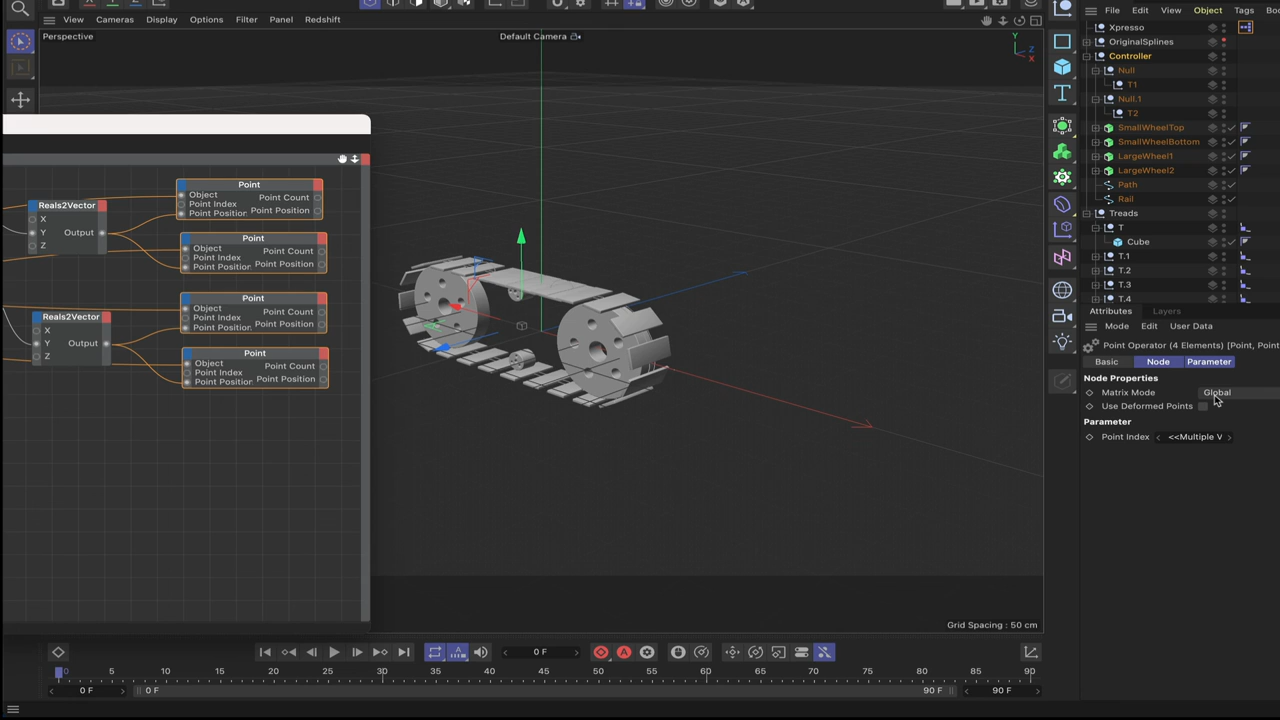 View Cameras Display Options Filter Panel Redshift
Perspective
Default Camera
Y
Z
X
Point
Object
Point Count
Point Index
Point Position
Point Position
Reals2Vector
X
Y
Output
Z
Point
Object
Point Count
Point Index
Point Position
Point Position
Point
Object
Point Count
Point Index
Point Position
Point Position
Reals2Vector
X
Y
Output
Z
Point
Object
Point Count
Point Index
Point Position
Point Position
Grid Spacing : 50 cm
0 F
0 5 10 15 20 25 30 35 40 45 50 55 60 65 70 75 80 85 90
0 F
0 F
90 F
90 F
File Edit View Object Tags Boo
Xpresso
OriginalSplines
Controller
Null
T1
Null.1
T2
SmallWheelTop
SmallWheelBottom
LargeWheel1
LargeWheel2
Path
Rail
Treads
T
Cube
T.1
T.2
T.3
T.4
Attributes Layers
Mode Edit User Data
Point Operator (4 Elements) [Point, Point
Basic Node Parameter
Node Properties
Matrix Mode Global
Use Deformed Points
Parameter
Point Index < <<Multiple V >